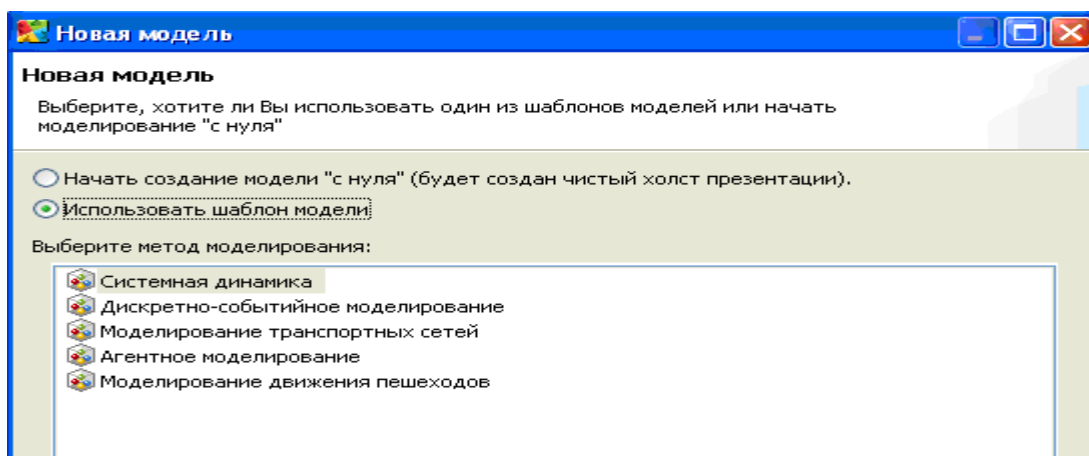 Новая модель
Новая модель
Выберите, хотите ли Вы использовать один из шаблонов моделей или начать
моделирование "с нуля"
Начать создание модели "с нуля" (будет создан чистый холст презентации).
Использовать шаблон модели
Выберите метод моделирования:
Системная динамика
Дискретно-событийное моделирование
Моделирование транспортных сетей
Агентное моделирование
Моделирование движения пешеходов